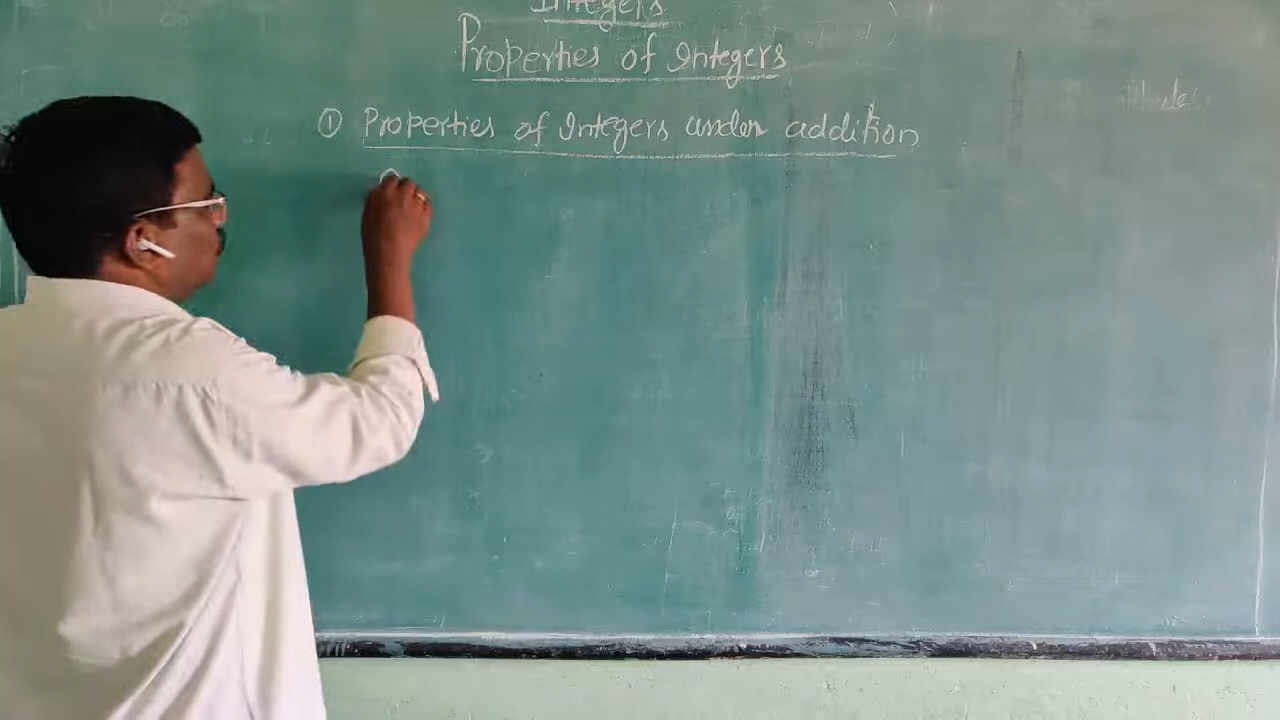 Integers
Properties of Integers
① Properties of Integers under addition